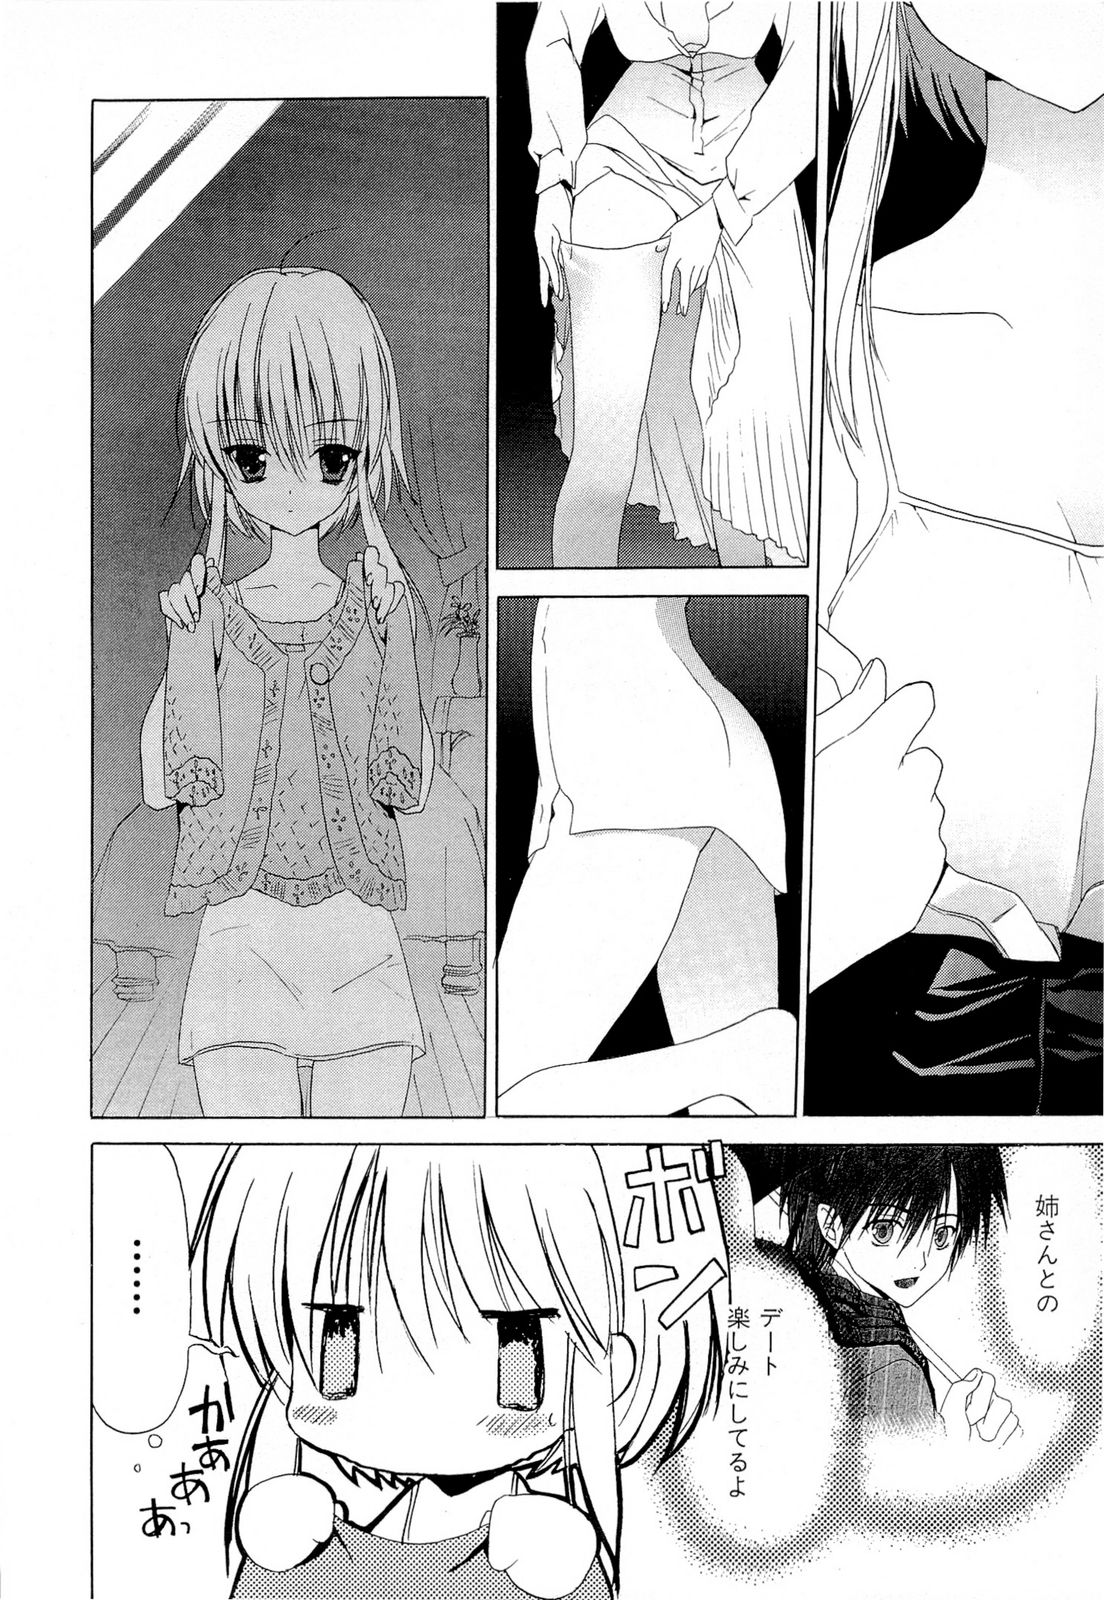 姉さんとの
デート
楽しみにしてるよ
ボンッ
……
かあ
ああ
あっ